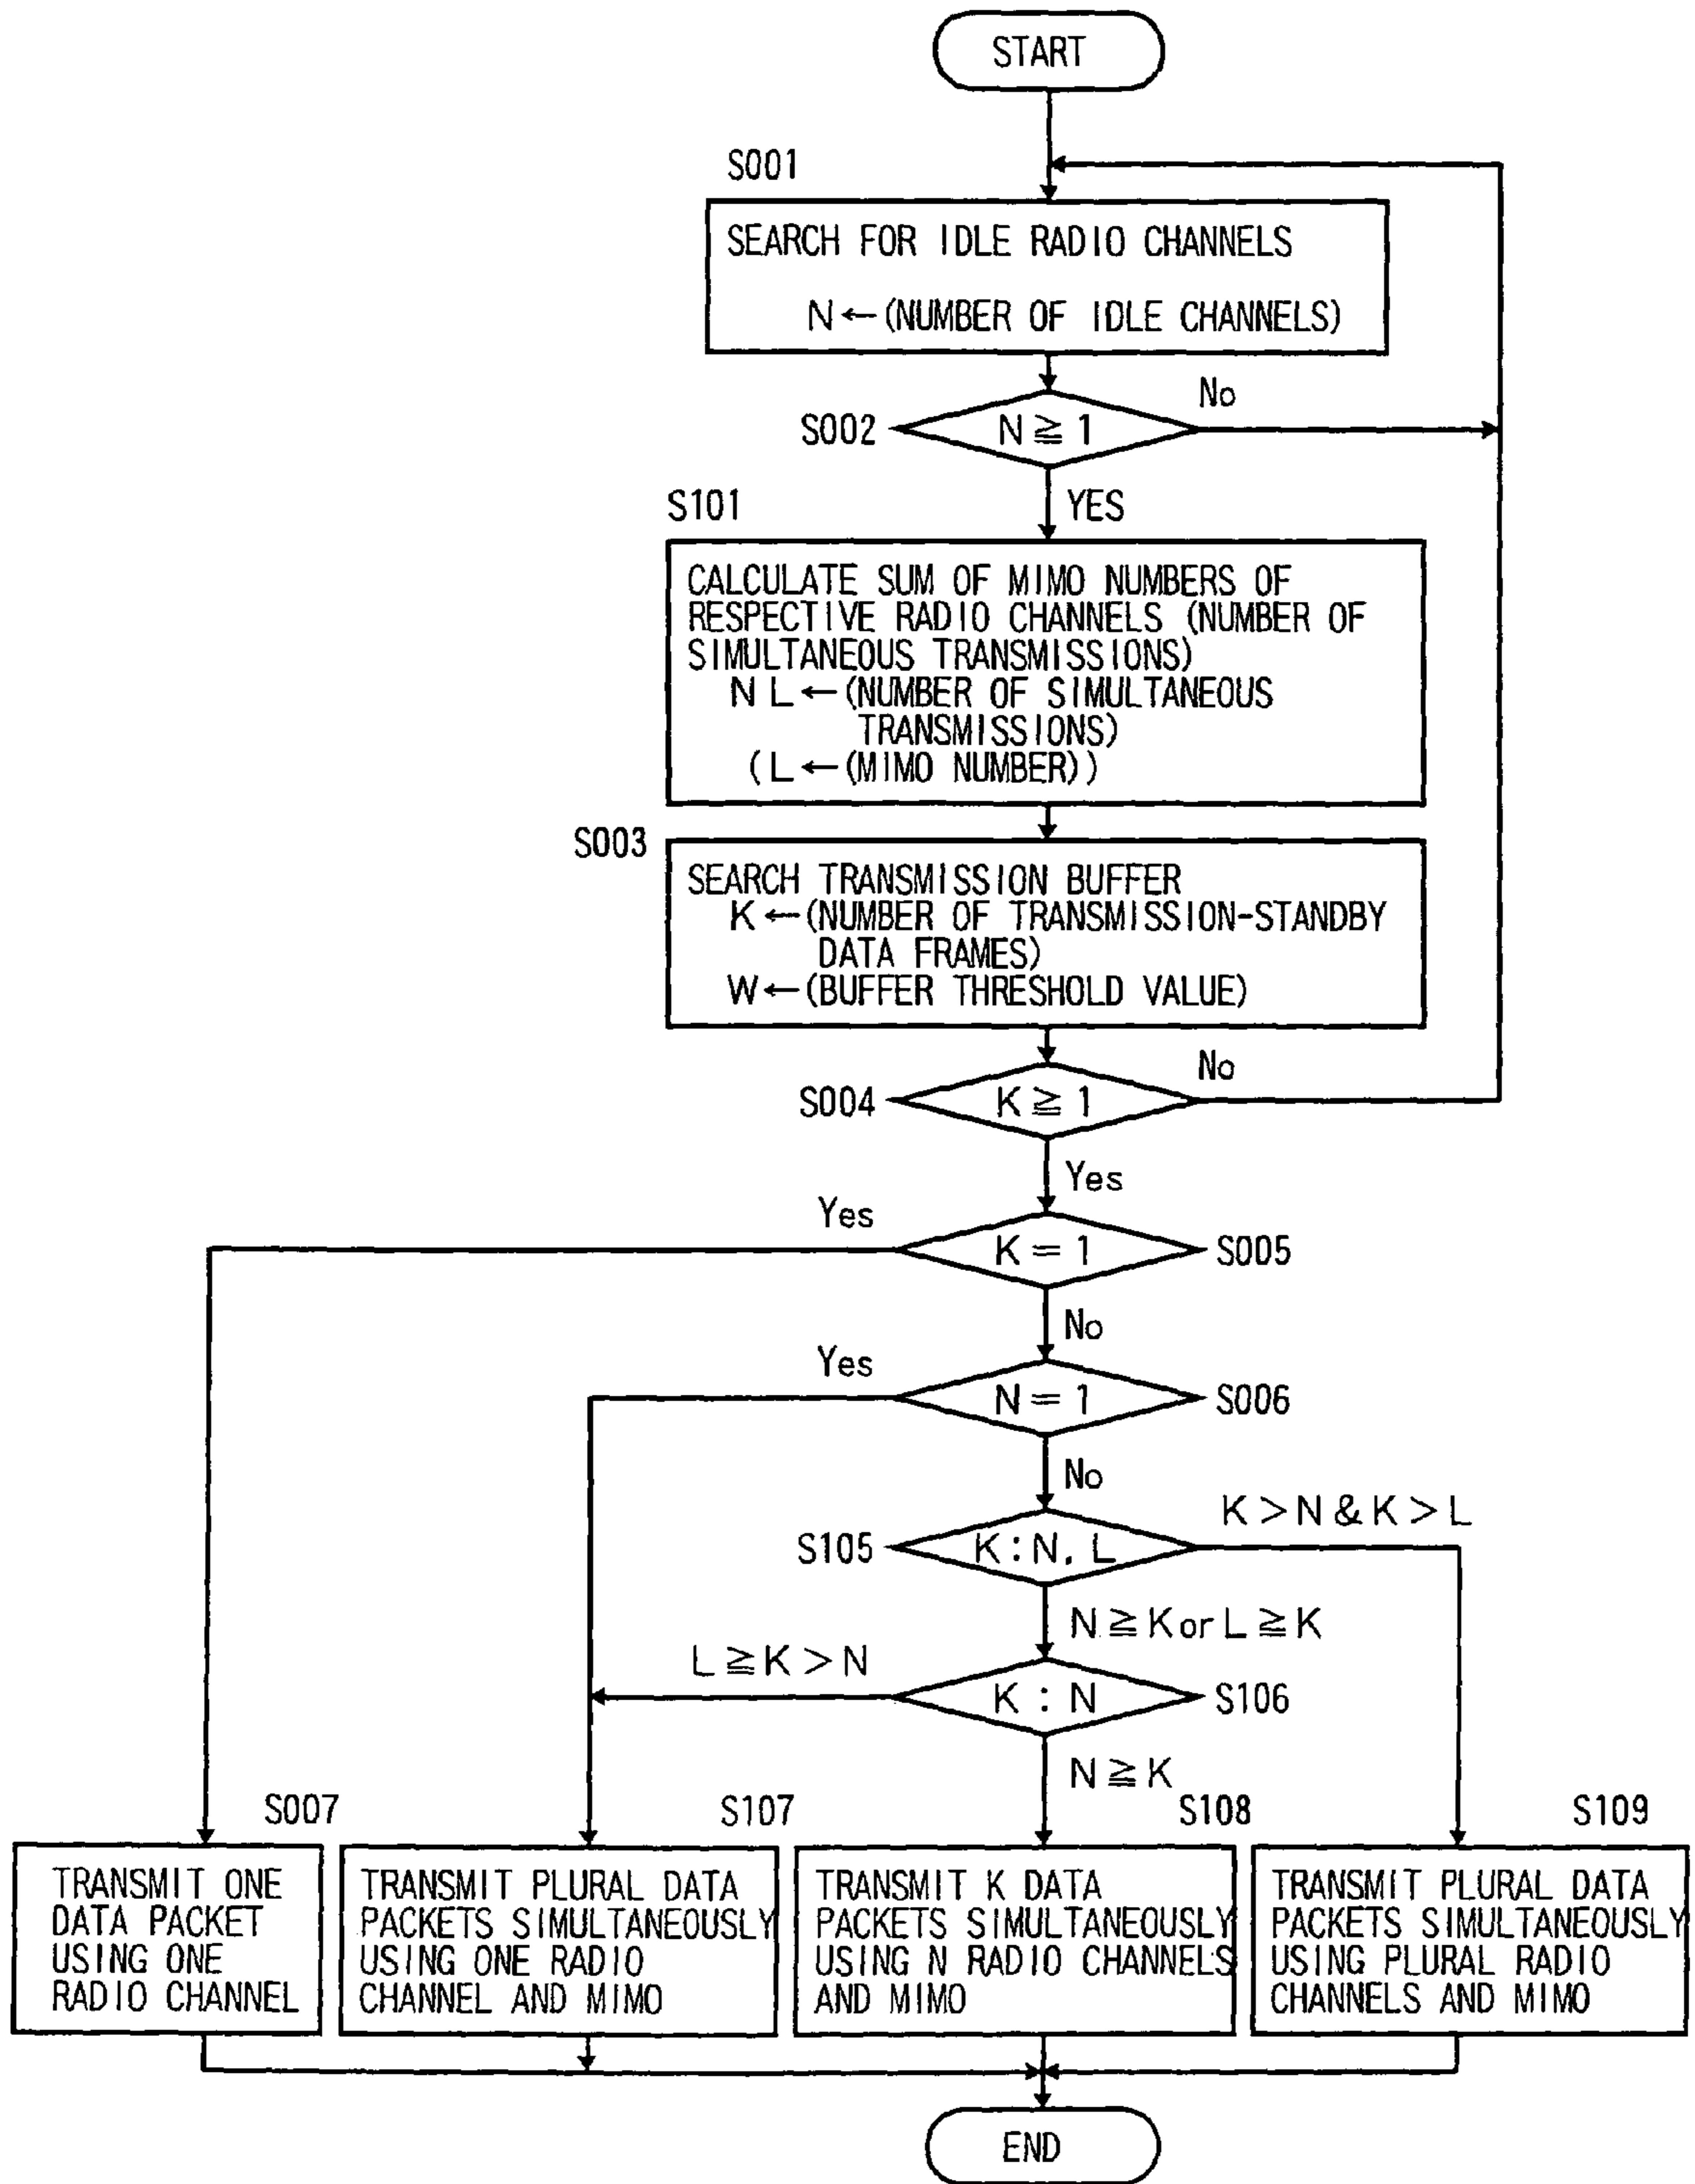 START
S001
SEARCH FOR IDLE RADIO CHANNELS
N←(NUMBER OF IDLE CHANNELS)
No
S002
N≧1
YES
S101
CALCULATE SUM OF MIMO NUMBERS OF
RESPECTIVE RADIO CHANNELS (NUMBER OF
SIMULTANEOUS TRANSMISSIONS)
N L←(NUMBER OF SIMULTANEOUS
TRANSMISSIONS)
(L←(MIMO NUMBER))
S003
SEARCH TRANSMISSION BUFFER
K←(NUMBER OF TRANSMISSION-STANDBY
DATA FRAMES)
W←(BUFFER THRESHOLD VALUE)
No
S004
K≧1
Yes
Yes
K=1
S005
No
Yes
N=1
S006
No
K>N&K>L
S105
K:N, L
N≧K or L≧K
L≧K>N
K:N
S106
N≧K
S007
TRANSMIT ONE
DATA PACKET
USING ONE
RADIO CHANNEL
S107
TRANSMIT PLURAL DATA
PACKETS SIMULTANEOUSLY
USING ONE RADIO
CHANNEL AND MIMO
S108
TRANSMIT K DATA
PACKETS SIMULTANEOUSLY
USING N RADIO CHANNELS
AND MIMO
S109
TRANSMIT PLURAL DATA
PACKETS SIMULTANEOUSLY
USING PLURAL RADIO
CHANNELS AND MIMO
END